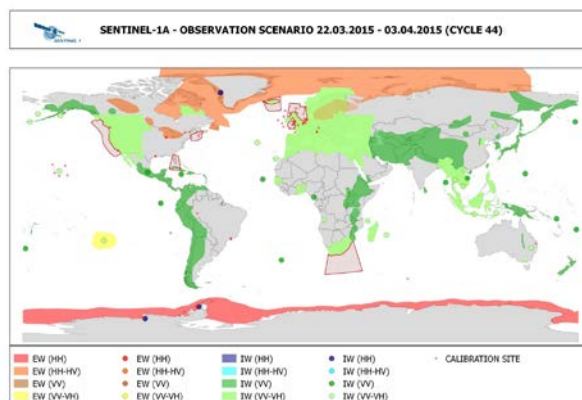 SENTINEL-1A - OBSERVATION SCENARIO 22.03.2015 - 03.04.2015 (CYCLE 44)
SENTINEL-1
EW (HH) EW (HH) IW (HH) IW (HH) CALIBRATION SITE
EW (HH-HV) EW (HH-HV) IW (HH-HV) IW (HH-HV)
EW (VV) EW (VV) IW (VV) IW (VV)
EW (VV-VH) EW (VV-VH) IW (VV-VH) IW (VV-VH)